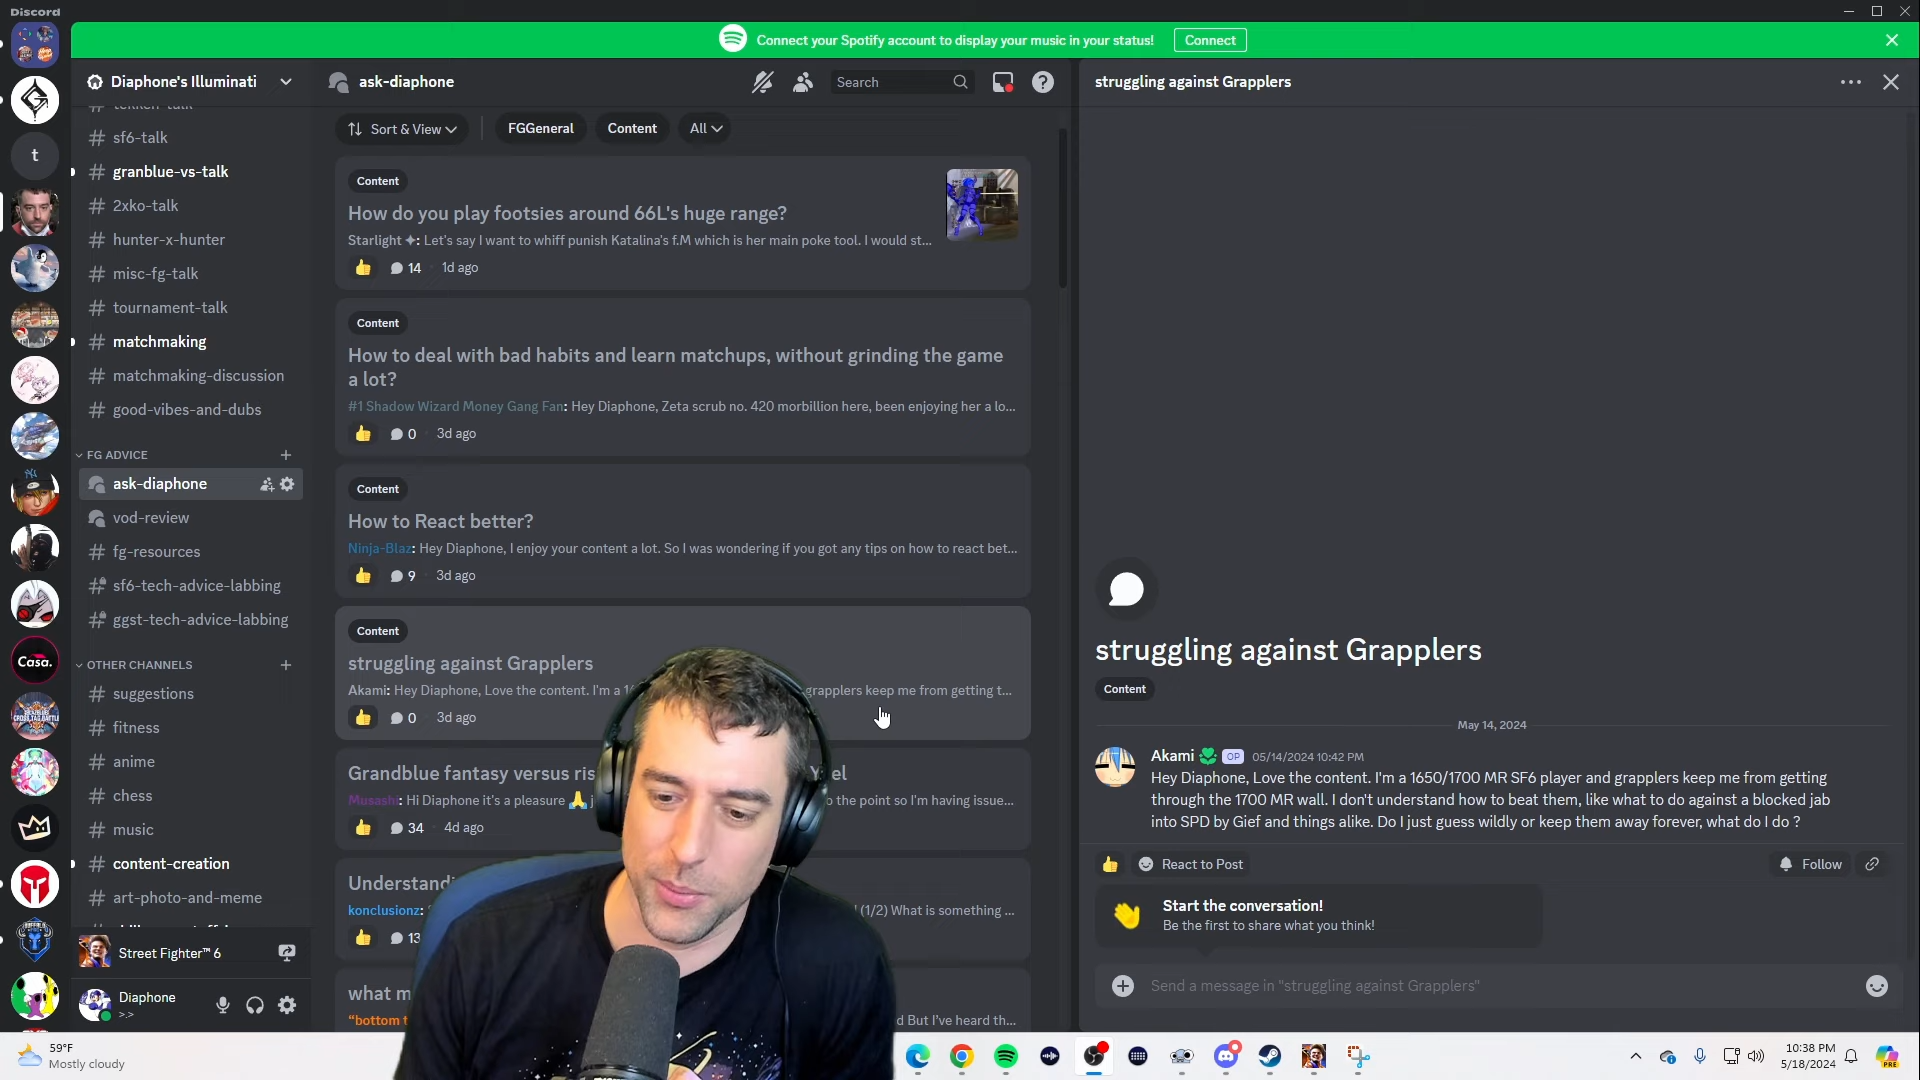 Discord
Connect your Spotify account to display your music in your status!
Connect
Diaphone's Illuminati
ask-diaphone
Search
struggling against Grapplers
tekken-talk
sf6-talk
granblue-vs-talk
2xko-talk
hunter-x-hunter
misc-fg-talk
tournament-talk
matchmaking
matchmaking-discussion
good-vibes-and-dubs
FG ADVICE
ask-diaphone
vod-review
fg-resources
sf6-tech-advice-labbing
ggst-tech-advice-labbing
OTHER CHANNELS
suggestions
fitness
anime
chess
music
content-creation
art-photo-and-meme
Street Fighter™ 6
Diaphone
>.>
t
Casa.
Sort & View
FGGeneral
Content
All
Content
How do you play footsies around 66L's huge range?
Starlight ✦: Let's say I want to whiff punish Katalina's f.M which is her main poke tool. I would st...
14 · 1d ago
Content
How to deal with bad habits and learn matchups, without grinding the game
a lot?
#1 Shadow Wizard Money Gang Fan: Hey Diaphone, Zeta scrub no. 420 morbillion here, been enjoying her a lo...
0 · 3d ago
Content
How to React better?
Ninja-Blaz: Hey Diaphone, I enjoy your content a lot. So I was wondering if you got any tips on how to react bet...
9 · 3d ago
Content
struggling against Grapplers
Akami: Hey Diaphone, Love the content. I'm a grapplers keep me from getting t...
0 · 3d ago
Grandblue fantasy versus ris
Musashi: Hi Diaphone it's a pleasure 🙏 the point so I'm having issue...
34 · 4d ago
Understandi
konclusionz: (1/2) What is something ...
13
what m
"bottom t But I've heard th...
struggling against Grapplers
Content
May 14, 2024
Akami OP 05/14/2024 10:42 PM
Hey Diaphone, Love the content. I'm a 1650/1700 MR SF6 player and grapplers keep me from getting
through the 1700 MR wall. I don't understand how to beat them, like what to do against a blocked jab
into SPD by Gief and things alike. Do I just guess wildly or keep them away forever, what do I do ?
React to Post
Follow
Start the conversation!
Be the first to share what you think!
Send a message in "struggling against Grapplers"
59°F
Mostly cloudy
10:38 PM
5/18/2024
PRE